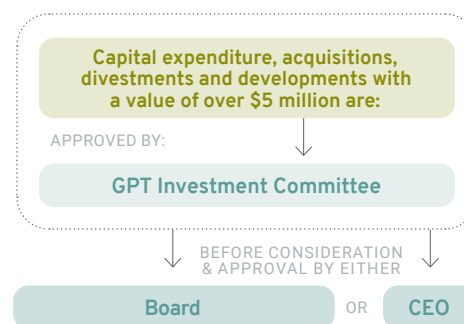 Capital expenditure, acquisitions,
divestments and developments with
a value of over $5 million are:
APPROVED BY:
GPT Investment Committee
BEFORE CONSIDERATION
& APPROVAL BY EITHER
Board OR CEO